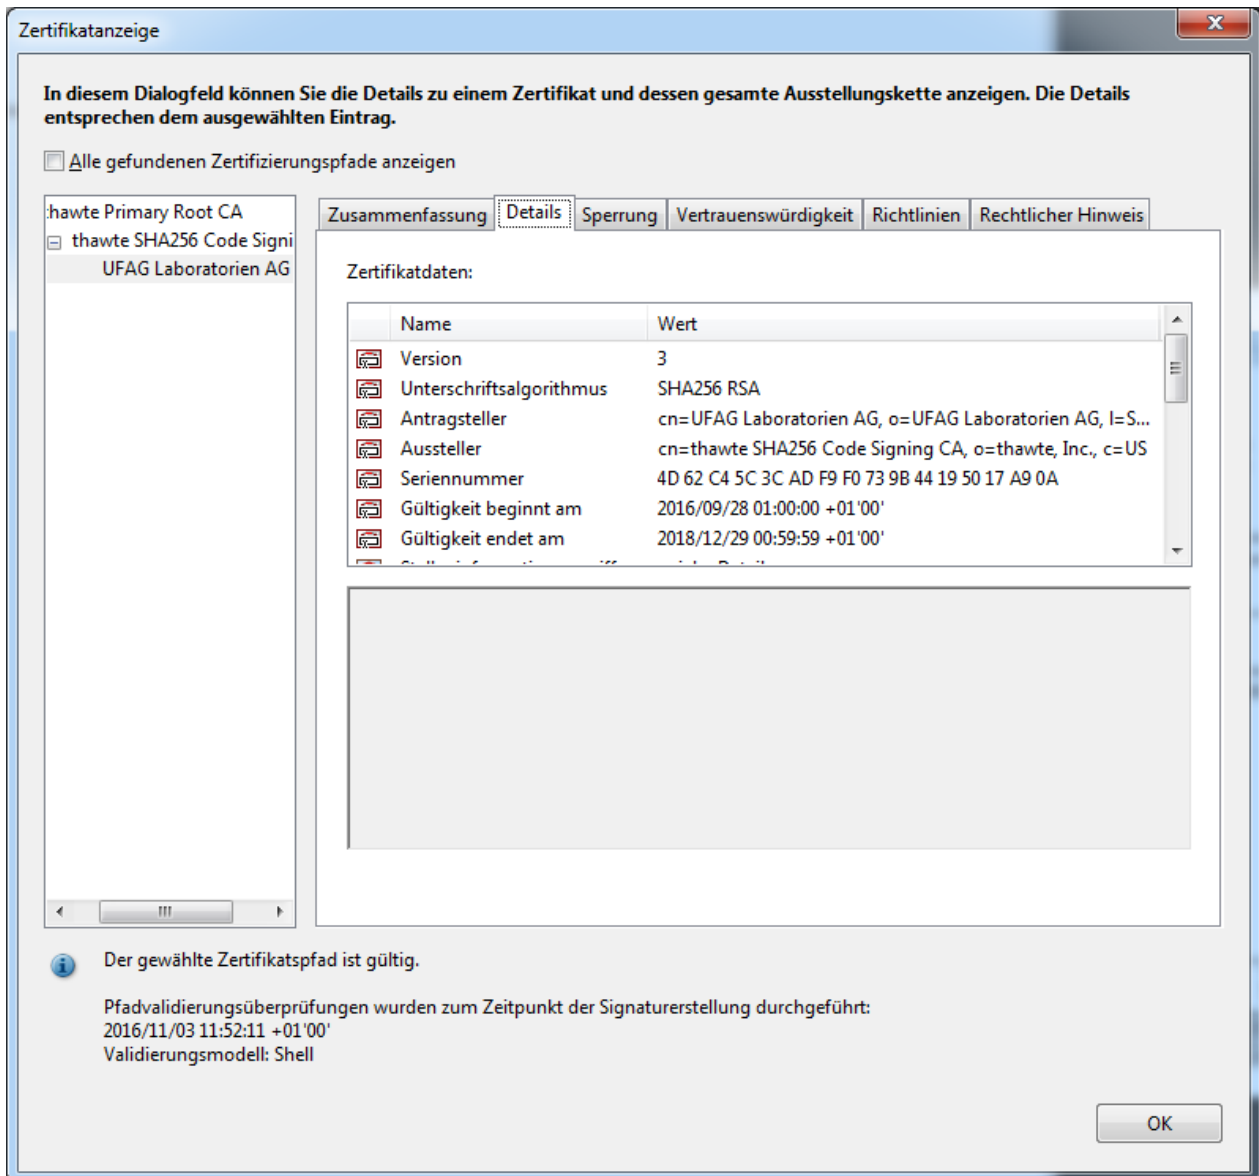 Zertifikatanzeige
In diesem Dialogfeld können Sie die Details zu einem Zertifikat und dessen gesamte Ausstellungskette anzeigen. Die Details
entsprechen dem ausgewählten Eintrag.
Alle gefundenen Zertifizierungspfade anzeigen
hawte Primary Root CA
thawte SHA256 Code Signi
UFAG Laboratorien AG
Zusammenfassung Details Sperrung Vertrauenswürdigkeit Richtlinien Rechtlicher Hinweis
Zertifikatdaten:
Name Wert
Version 3
Unterschriftsalgorithmus SHA256 RSA
Antragsteller cn=UFAG Laboratorien AG, o=UFAG Laboratorien AG, l=S...
Aussteller cn=thawte SHA256 Code Signing CA, o=thawte, Inc., c=US
Seriennummer 4D 62 C4 5C 3C AD F9 F0 73 9B 44 19 50 17 A9 0A
Gültigkeit beginnt am 2016/09/28 01:00:00 +01'00'
Gültigkeit endet am 2018/12/29 00:59:59 +01'00'
Der gewählte Zertifikatspfad ist gültig.
Pfadvalidierungsüberprüfungen wurden zum Zeitpunkt der Signaturerstellung durchgeführt:
2016/11/03 11:52:11 +01'00'
Validierungsmodell: Shell
OK